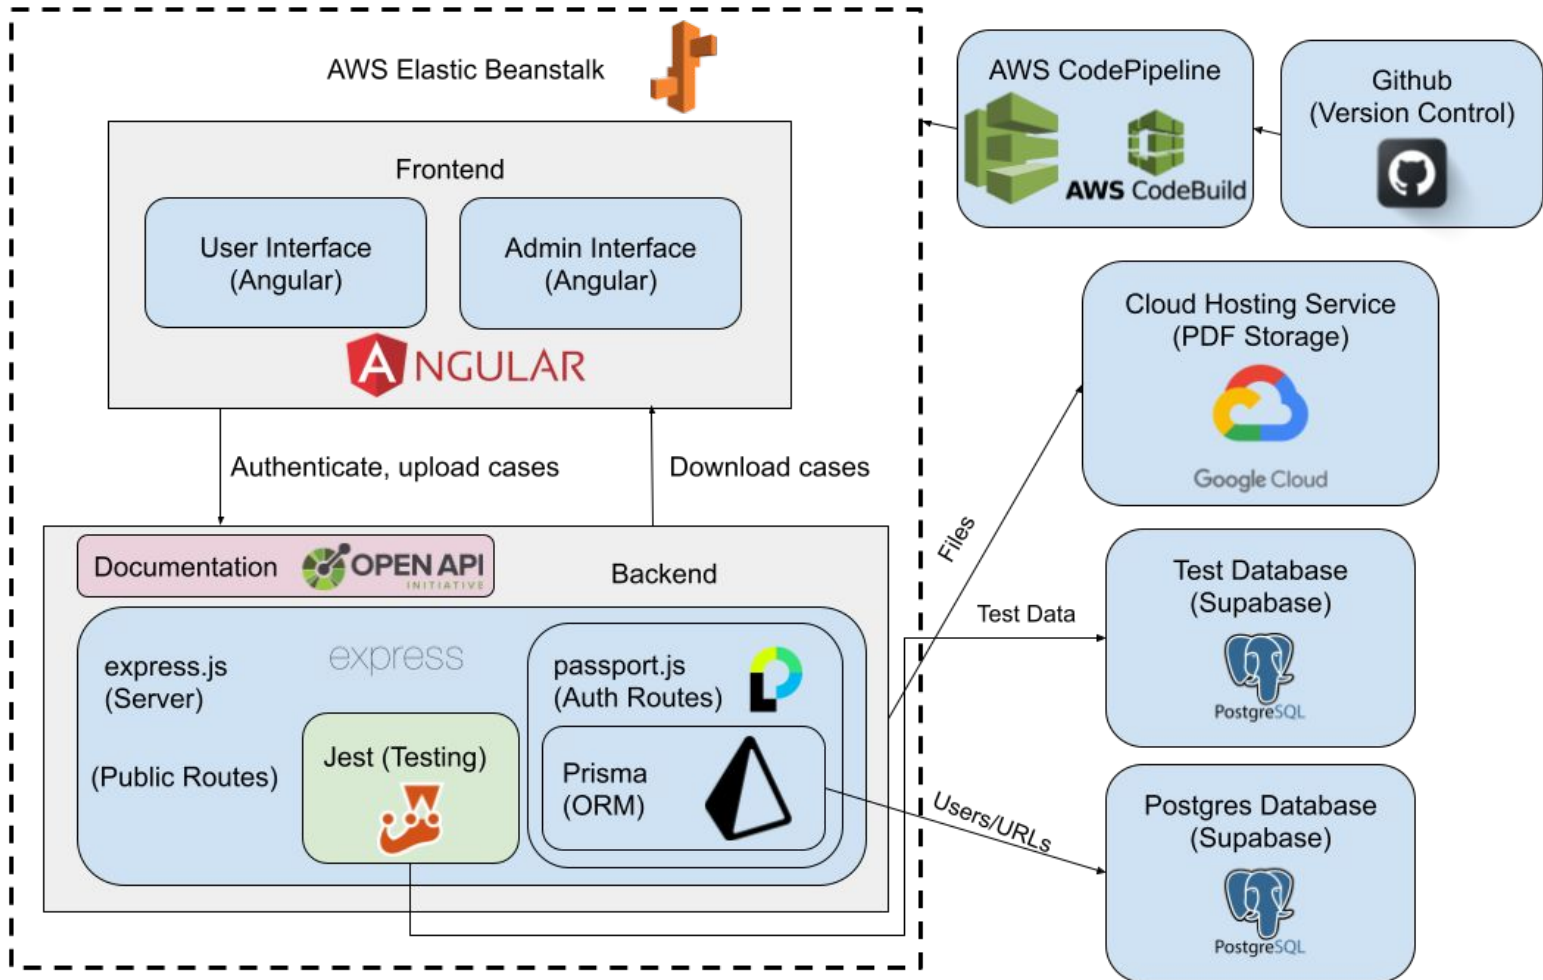 AWS Elastic Beanstalk
Frontend
User Interface
(Angular)
Admin Interface
(Angular)
ANGULAR
Authenticate, upload cases
Download cases
Documentation
OPEN API
INITIATIVE
Backend
express.js
(Server)
express
(Public Routes)
Jest (Testing)
passport.js
(Auth Routes)
Prisma
(ORM)
AWS CodePipeline
AWS CodeBuild
Github
(Version Control)
Cloud Hosting Service
(PDF Storage)
Google Cloud
Files
Test Data
Test Database
(Supabase)
PostgreSQL
Users/URLs
Postgres Database
(Supabase)
PostgreSQL